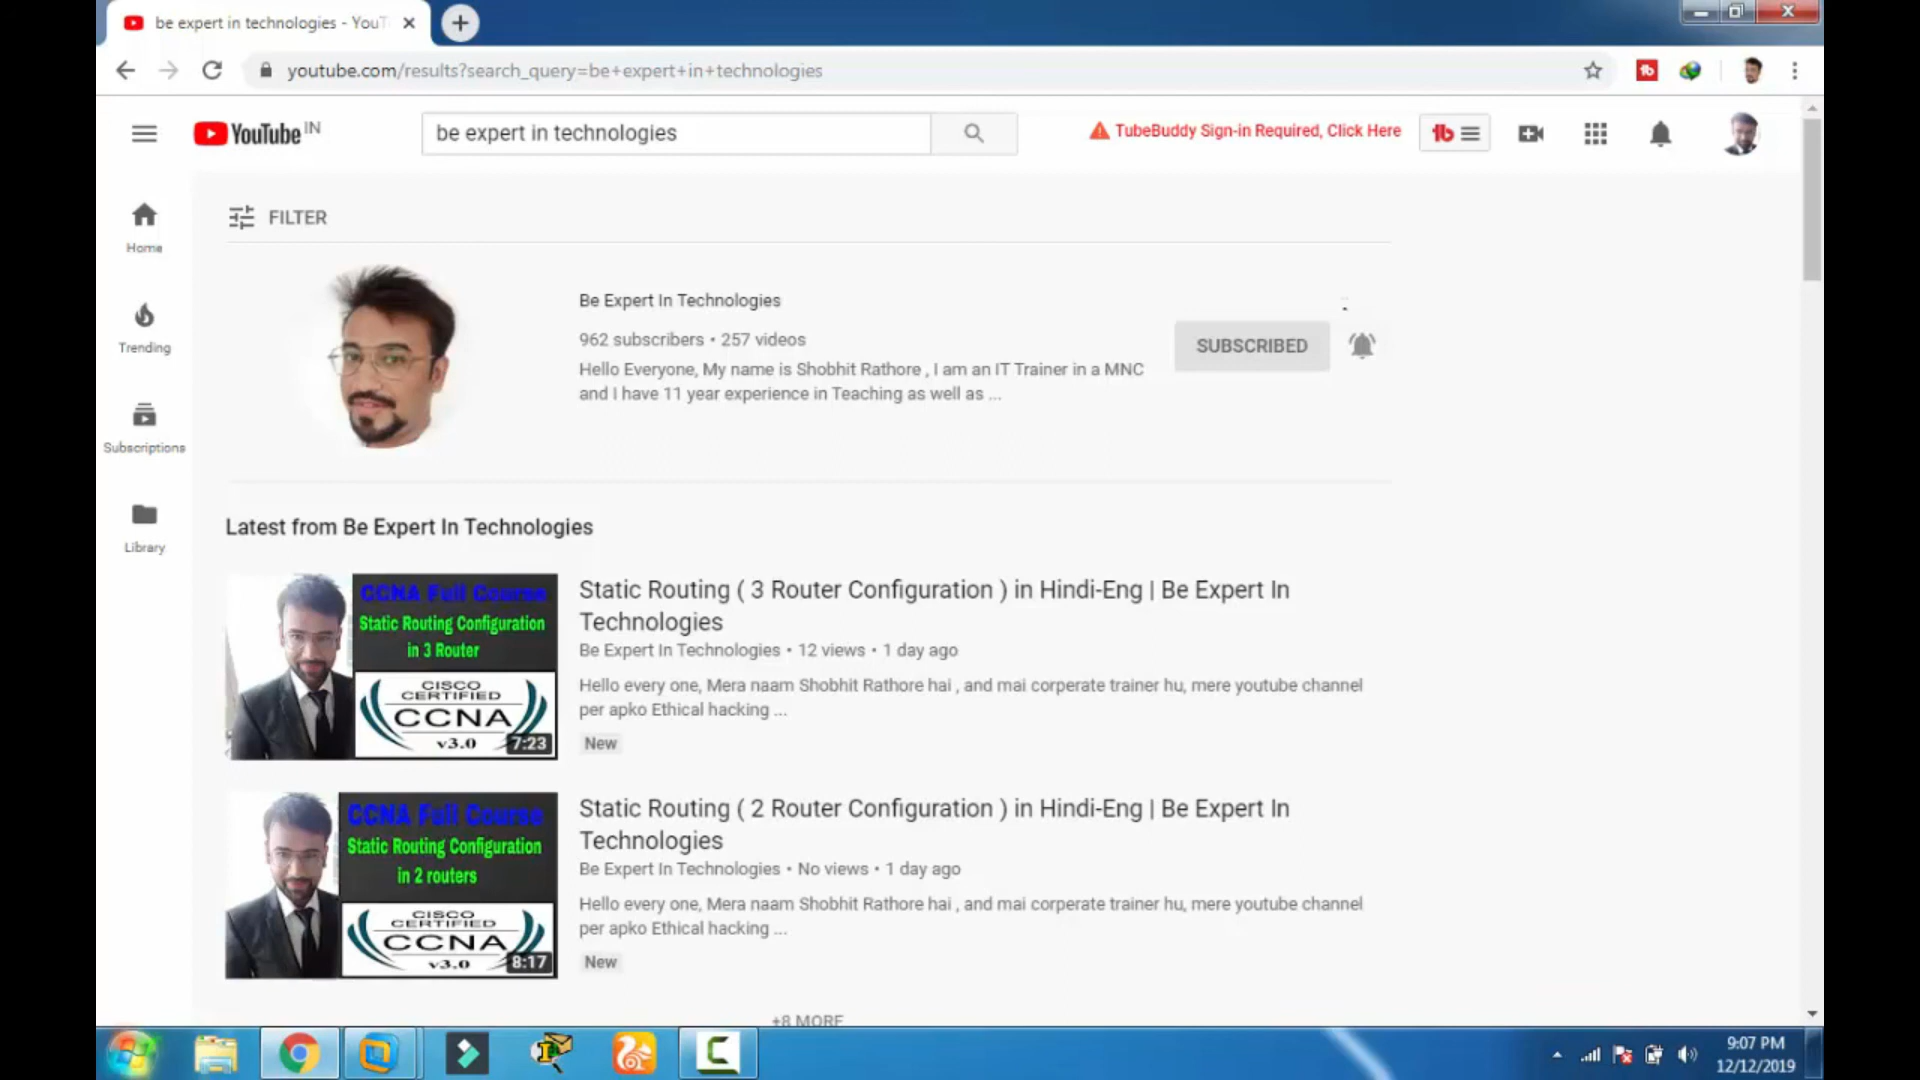 be expert in technologies - YouT
youtube.com/results?search_query=be+expert+in+technologies
YouTube IN
be expert in technologies
TubeBuddy Sign-in Required, Click Here
tb
FILTER
Home
Trending
Subscriptions
Library
Be Expert In Technologies
962 subscribers • 257 videos
Hello Everyone, My name is Shobhit Rathore , I am an IT Trainer in a MNC
and I have 11 year experience in Teaching as well as ...
SUBSCRIBED
Latest from Be Expert In Technologies
CCNA Full Course
Static Routing Configuration
in 3 Router
CISCO
CERTIFIED
CCNA
v3.0
7:23
Static Routing ( 3 Router Configuration ) in Hindi-Eng | Be Expert In
Technologies
Be Expert In Technologies • 12 views • 1 day ago
Hello every one, Mera naam Shobhit Rathore hai , and mai corperate trainer hu, mere youtube channel
per apko Ethical hacking ...
New
CCNA Full Course
Static Routing Configuration
in 2 routers
CISCO
CERTIFIED
CCNA
v3.0
8:17
Static Routing ( 2 Router Configuration ) in Hindi-Eng | Be Expert In
Technologies
Be Expert In Technologies • No views • 1 day ago
Hello every one, Mera naam Shobhit Rathore hai , and mai corperate trainer hu, mere youtube channel
per apko Ethical hacking ...
New
+8 MORE
9:07 PM
12/12/2019